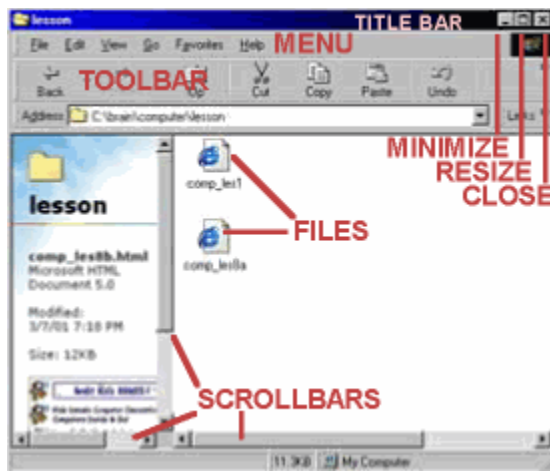 lesson TITLE BAR
File Edit View Go Favorites Help MENU
TOOLBAR
Back Up Cut Copy Paste Undo
Address C:\brain\computer\lesson Links
MINIMIZE
RESIZE
CLOSE
comp_les1
lesson
FILES
comp_les8b.html
Microsoft HTML
Document 5.0
comp_les8a
Modified:
3/7/01 7:18 PM
Size: 12KB
SCROLLBARS
11.3KB My Computer